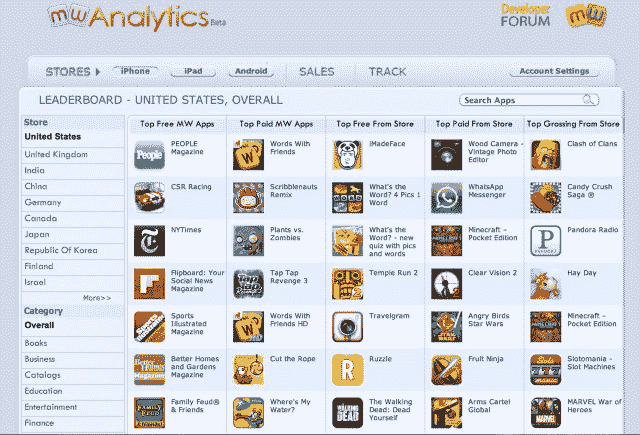 mw Analytics Beta
Developer FORUM mw
STORES iPhone iPad Android SALES TRACK Account Settings
LEADERBOARD - UNITED STATES, OVERALL Search Apps
Store
United States
United Kingdom
India
China
Germany
Canada
Japan
Republic Of Korea
Finland
Israel
More>>
Category
Overall
Books
Business
Catalogs
Education
Entertainment
Finance
Top Free MW Apps
People
PEOPLE
Magazine
CSR Racing
NYTimes
Flipboard: Your
Social News
Magazine
Sports
Illustrated
Magazine
Better Homes
and Gardens
Magazine
Family Feud®
& Friends
Top Paid MW Apps
Words With
Friends
Scribblenauts
Remix
Plants vs.
Zombies
Tap Tap
Revenge 3
Words With
Friends HD
Cut the Rope
Where's My
Water?
Top Free From Store
iMadeFace
What's the
Word? 4 Pics 1
Word
What's the
Word? - new
quiz with pics
and words
Temple Run 2
Travelgram
Ruzzle
The Walking
Dead: Dead
Yourself
Top Paid From Store
Wood Camera -
Vintage Photo
Editor
WhatsApp
Messenger
Minecraft -
Pocket Edition
Clear Vision 2
Angry Birds
Star Wars
Fruit Ninja
Arms Cartel
Global
Top Grossing From Store
Clash of Clans
Candy Crush
Saga ®
Pandora Radio
Hay Day
Minecraft -
Pocket Edition
Slotomania -
Slot Machines
MARVEL War of
Heroes